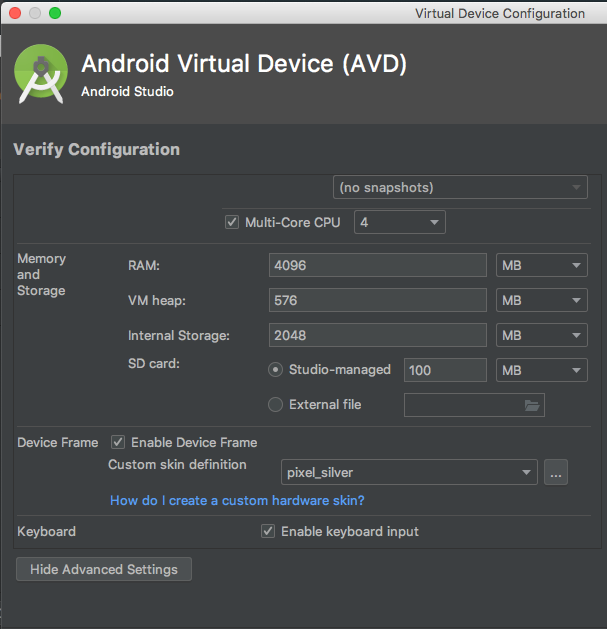 Virtual Device Configuration
Android Virtual Device (AVD)
Android Studio
Verify Configuration
(no snapshots)
Multi-Core CPU 4
Memory and Storage
RAM: 4096 MB
VM heap: 576 MB
Internal Storage: 2048 MB
SD card: Studio-managed 100 MB
External file
Device Frame Enable Device Frame
Custom skin definition pixel_silver ...
How do I create a custom hardware skin?
Keyboard Enable keyboard input
Hide Advanced Settings